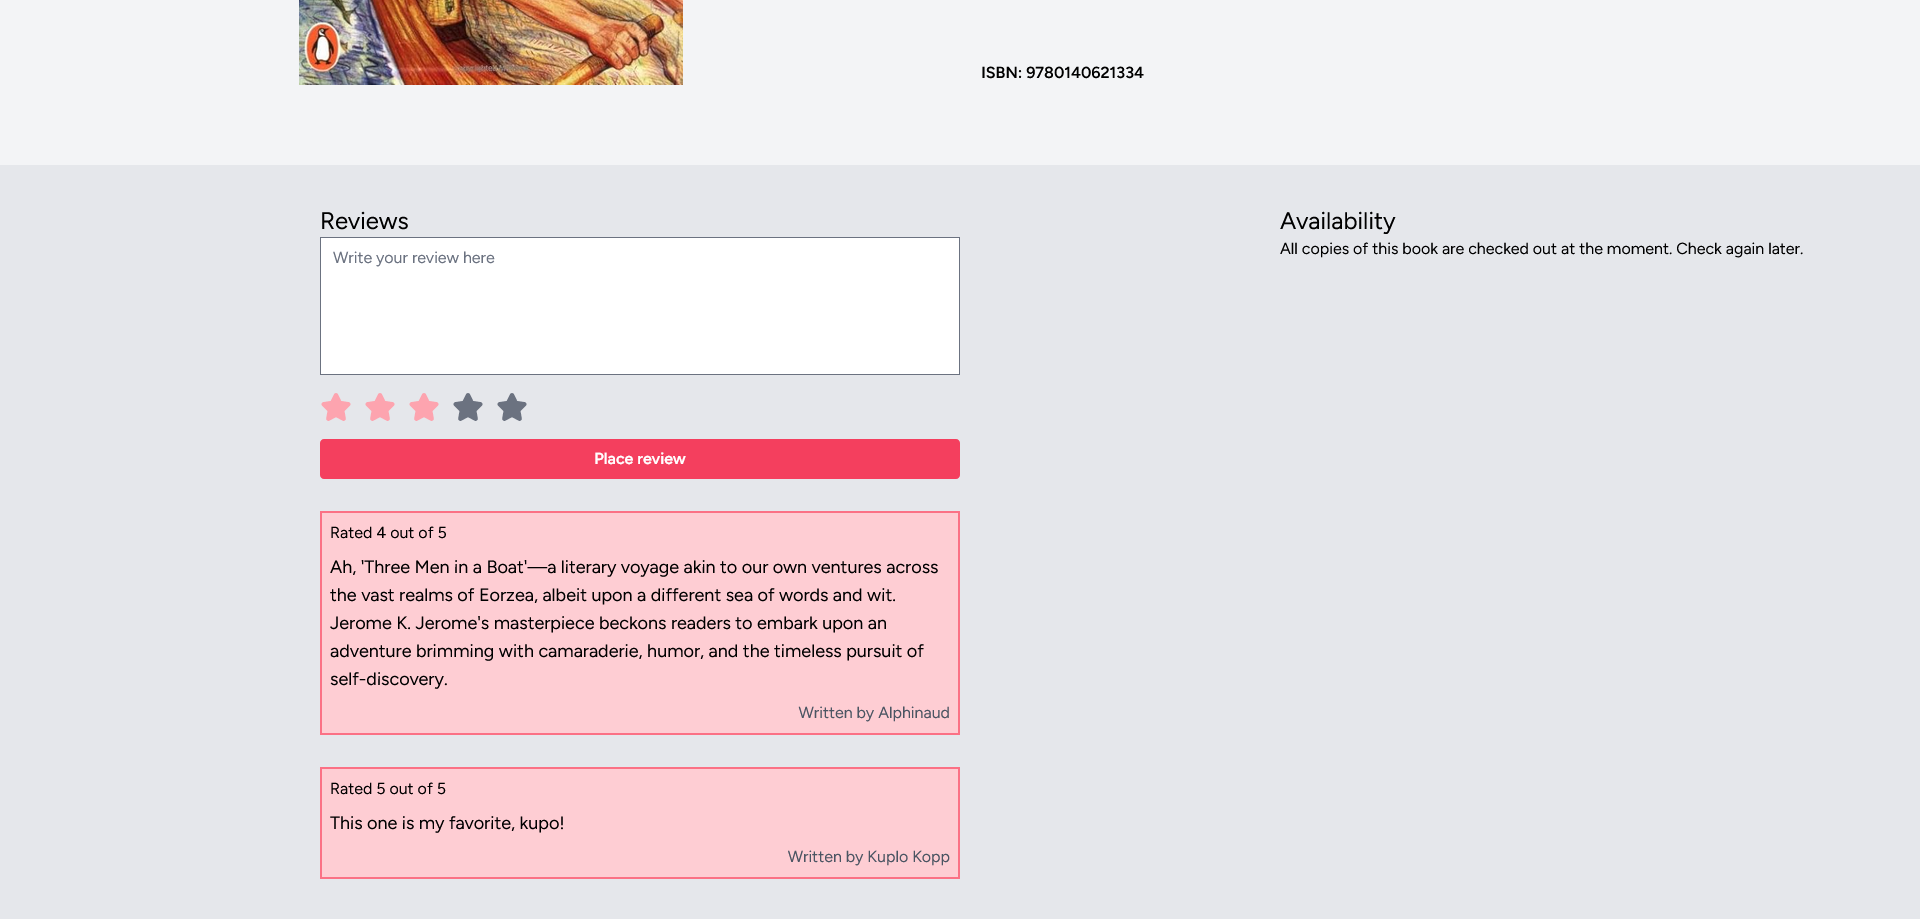 ISBN: 9780140621334
Reviews
Write your review here
Place review
Rated 4 out of 5
Ah, 'Three Men in a Boat'—a literary voyage akin to our own ventures across
the vast realms of Eorzea, albeit upon a different sea of words and wit.
Jerome K. Jerome's masterpiece beckons readers to embark upon an
adventure brimming with camaraderie, humor, and the timeless pursuit of
self-discovery.
Written by Alphinaud
Rated 5 out of 5
This one is my favorite, kupo!
Written by Kuplo Kopp
Availability
All copies of this book are checked out at the moment. Check again later.